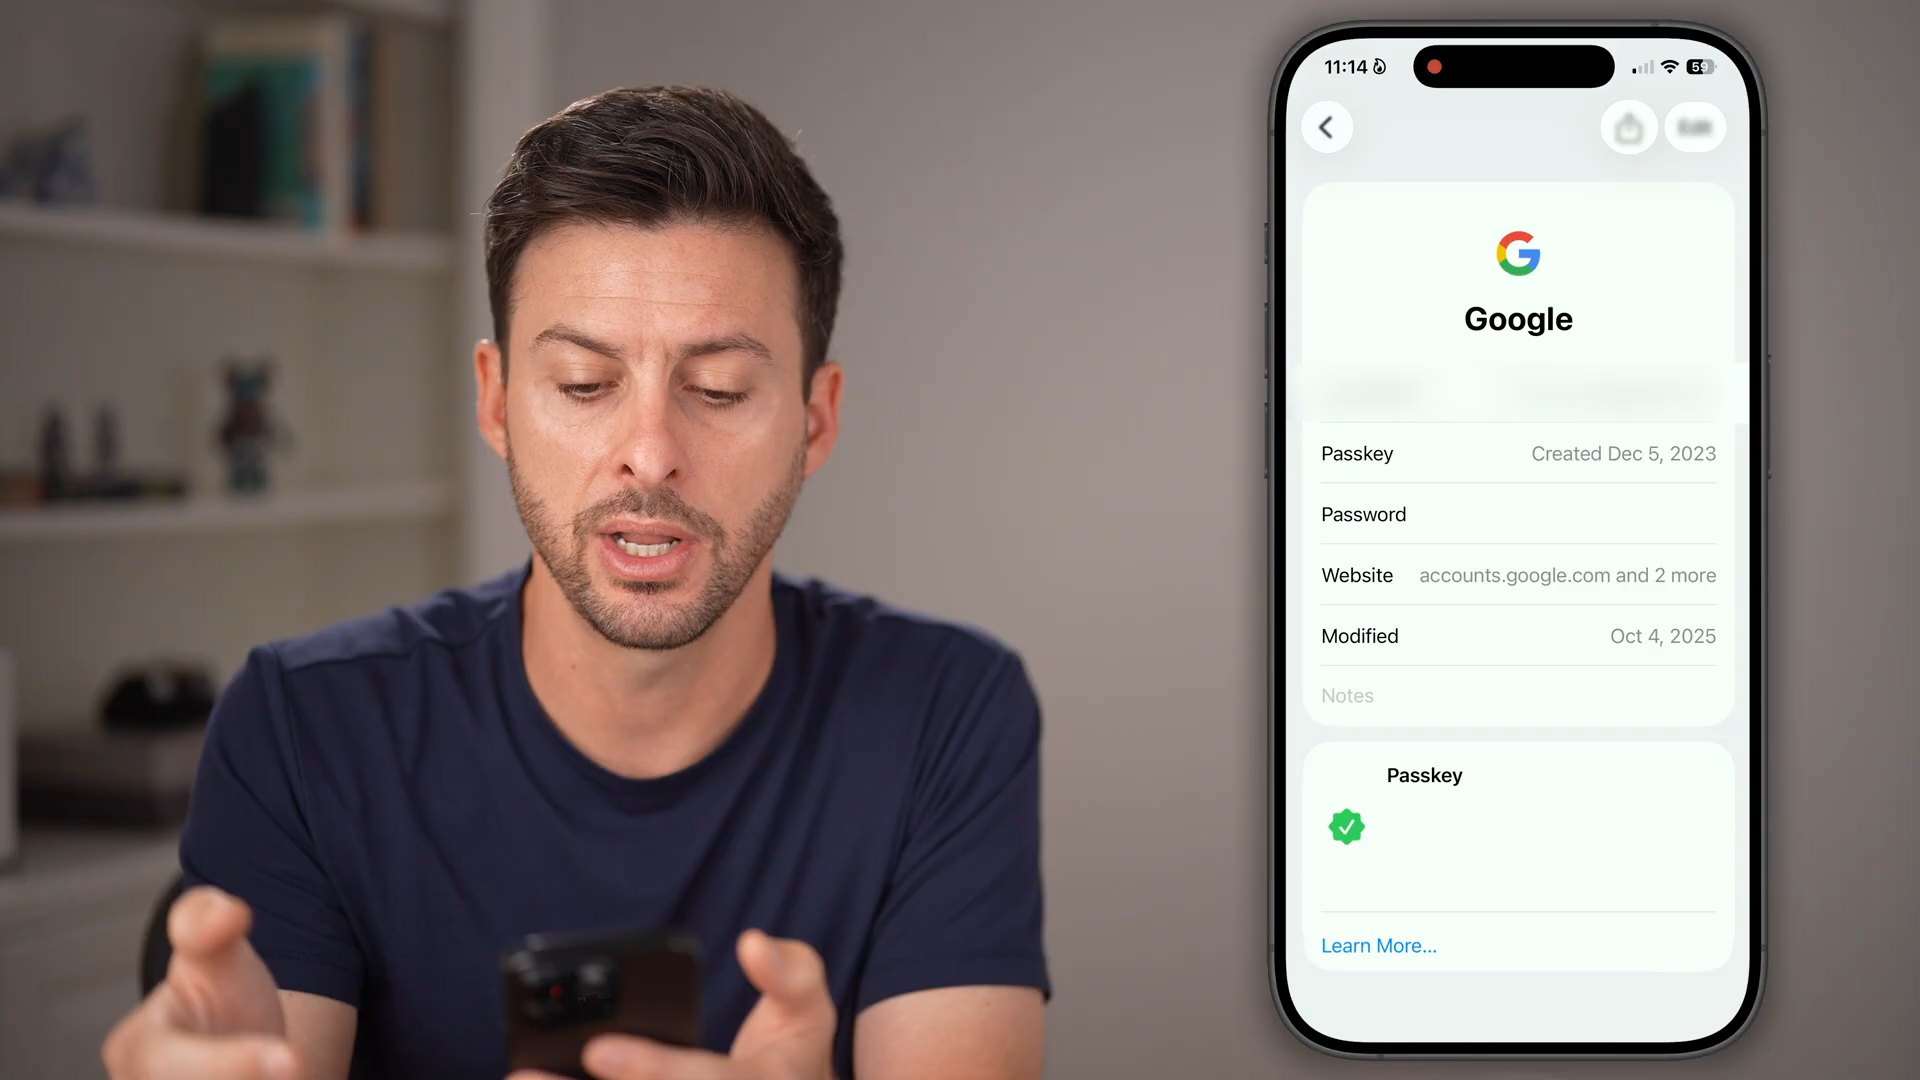 11:14
59
Google
Passkey Created Dec 5, 2023
Password
Website accounts.google.com and 2 more
Modified Oct 4, 2025
Notes
Passkey
Learn More...